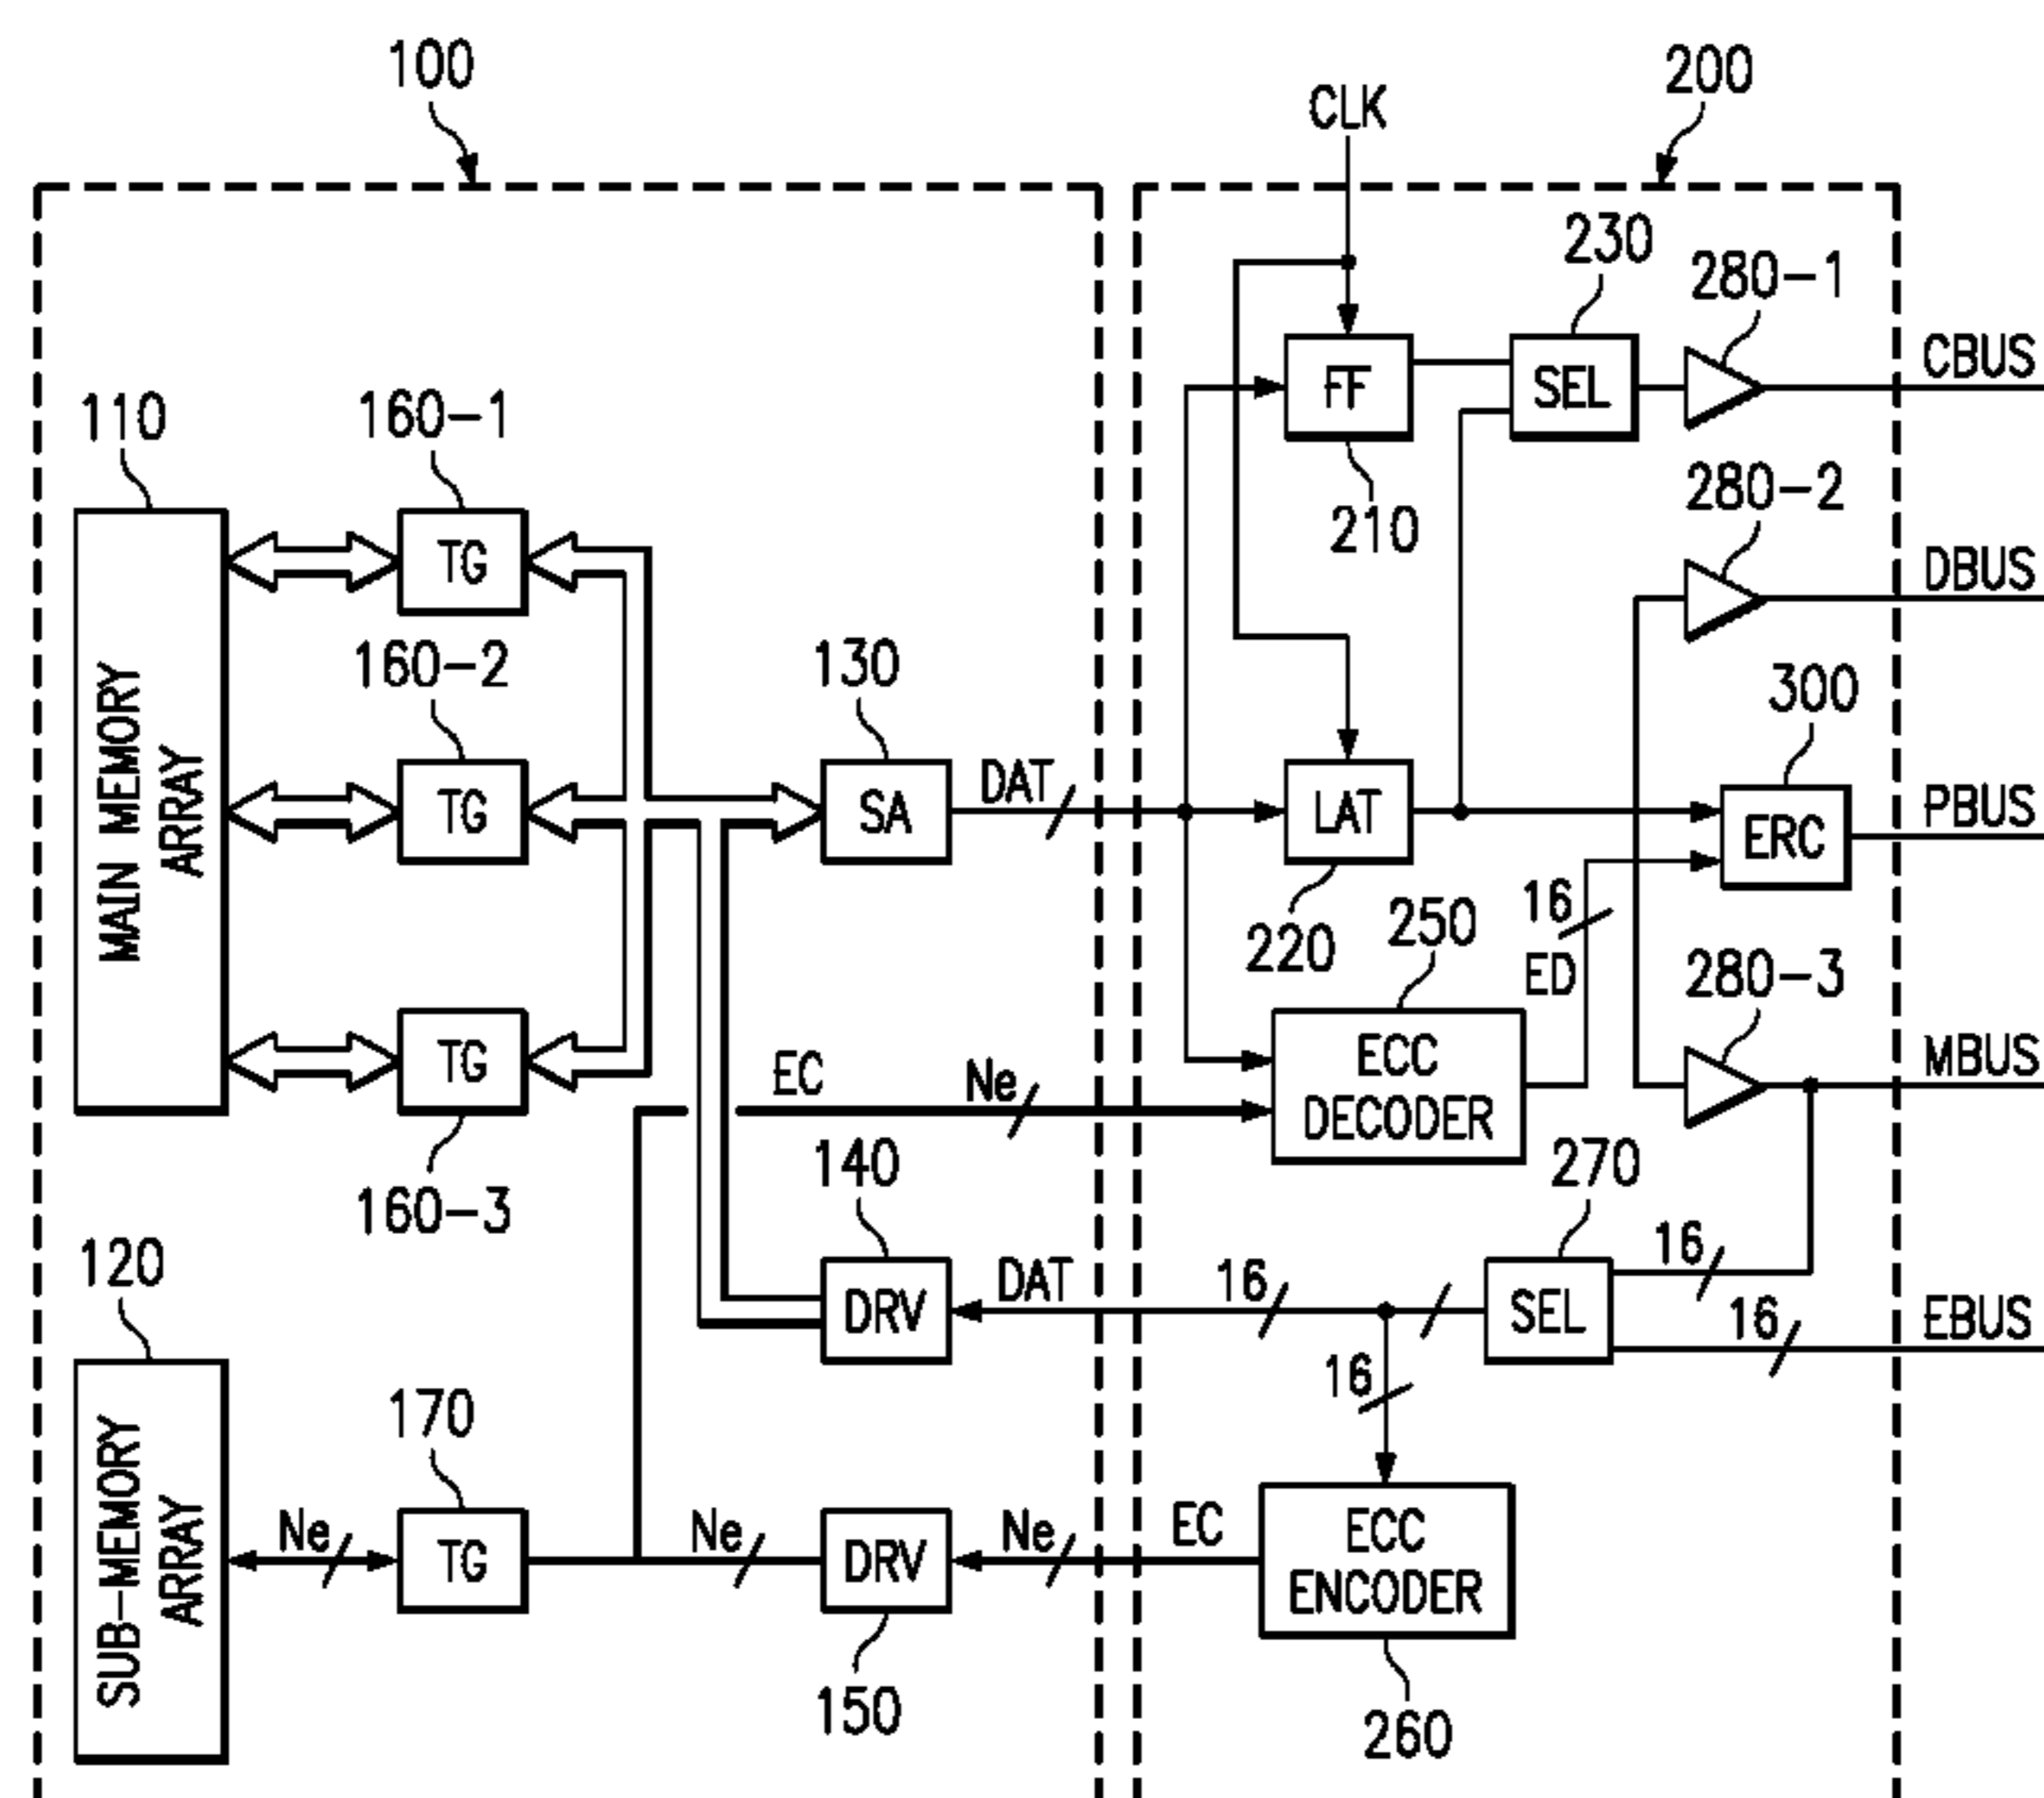 100
200
CLK
230
280-1
CBUS
FF
SEL
110
160-1
280-2
210
TG
DBUS
160-2
130
300
MAIN MEMORY
ARRAY
DAT
PBUS
TG
SA
LAT
ERC
16
250
220
ED
280-3
TG
EC
Ne
ECC
DECODER
MBUS
140
270
160-3
120
16
DAT
16
SEL
16
EBUS
DRV
16
170
SUB-MEMORY
ARRAY
Ne
TG
Ne
DRV
Ne
EC
ECC
ENCODER
150
260